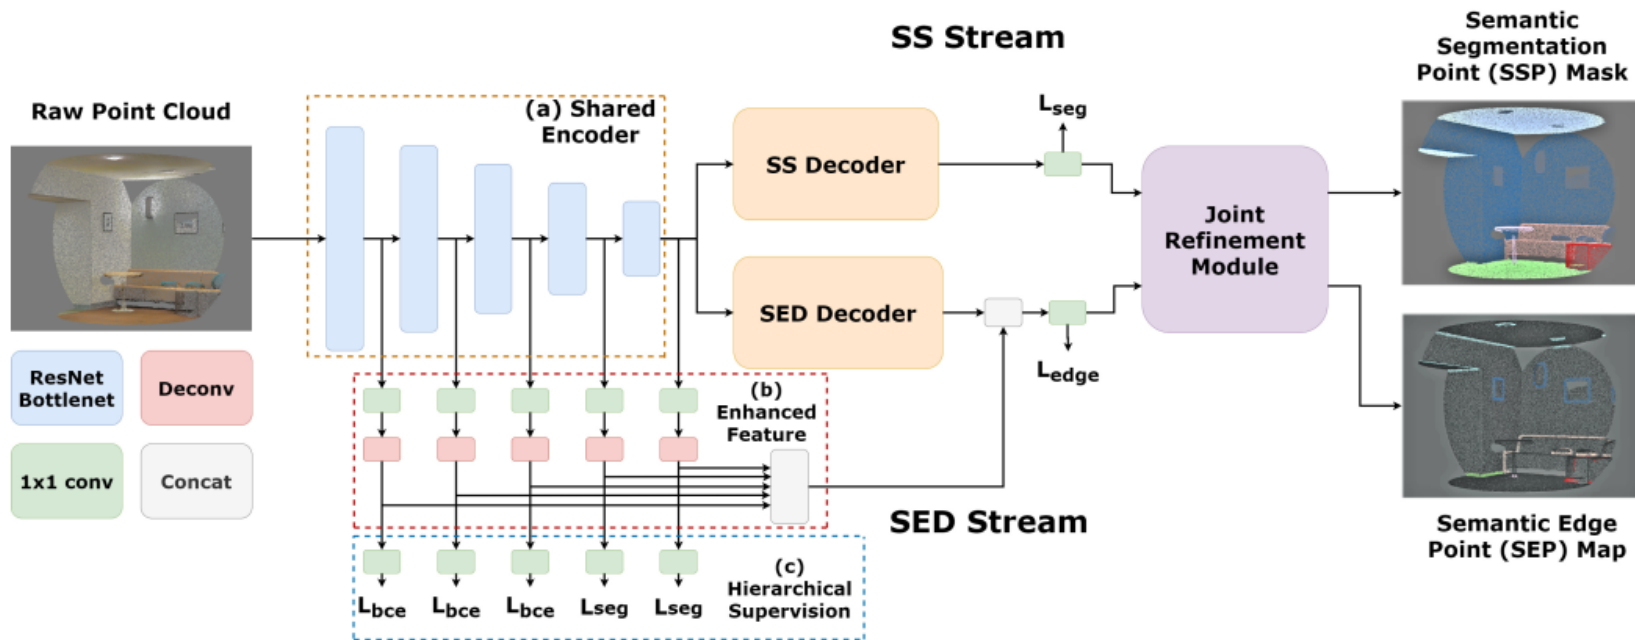 SS Stream
Semantic
Segmentation
Point (SSP) Mask
Raw Point Cloud
(a) Shared
Encoder
Lseg
SS Decoder
Joint
Refinement
Module
SED Decoder
Ledge
ResNet
Bottlenet
Deconv
1x1 conv
Concat
(b)
Enhanced
Feature
SED Stream
Semantic Edge
Point (SEP) Map
(c)
Hierarchical
Supervision
Lbce Lbce Lbce Lseg Lseg